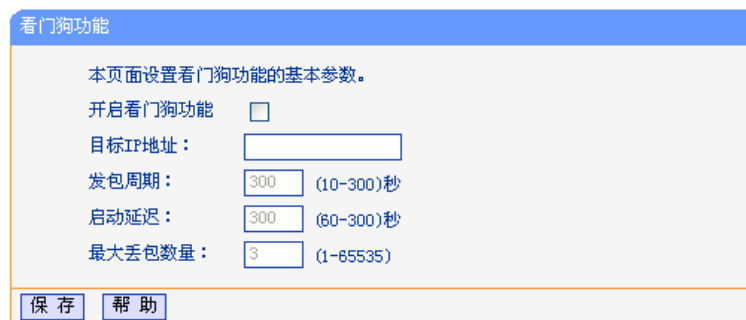 看门狗功能
本页面设置看门狗功能的基本参数。
开启看门狗功能
目标IP地址：
发包周期： 300 (10-300)秒
启动延迟： 300 (60-300)秒
最大丢包数量： 3 (1-65535)
保 存 帮 助